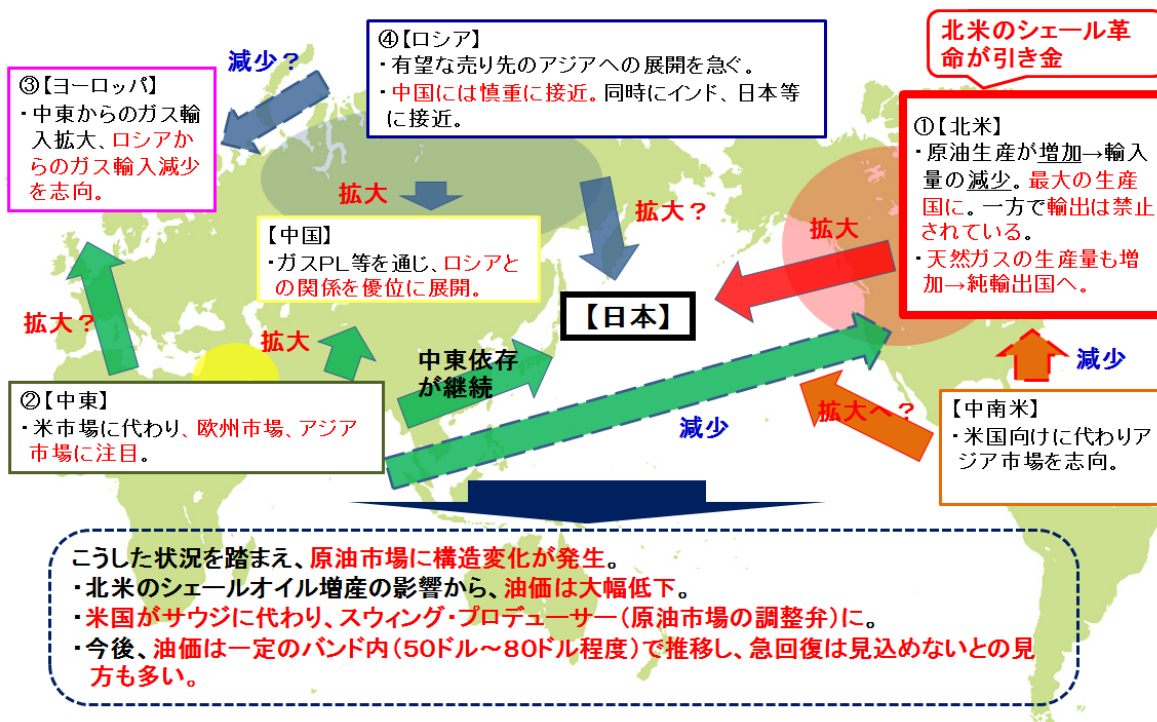 北米のシェール革
命が引き金
④【ロシア】
・有望な売り先のアジアへの展開を急ぐ。
・中国には慎重に接近。同時にインド、日本等
に接近。
減少？
③【ヨーロッパ】
・中東からのガス輸
入拡大、ロシアか
らのガス輸入減少
を志向。
①【北米】
・原油生産が増加→輸入
量の減少。最大の生産
国に。一方で輸出は禁止
されている。
・天然ガスの生産量も増
加→純輸出国へ。
拡大
拡大？
拡大
【中国】
・ガスPL等を通じ、ロシアと
の関係を優位に展開。
【日本】
拡大？
拡大
中東依存
が継続
減少
②【中東】
・米市場に代わり、欧州市場、アジア
市場に注目。
減少
拡大へ？
【中南米】
・米国向けに代わりア
ジア市場を志向。
こうした状況を踏まえ、原油市場に構造変化が発生。
・北米のシェールオイル増産の影響から、油価は大幅低下。
・米国がサウジに代わり、スウィング・プロデューサー（原油市場の調整弁）に。
・今後、油価は一定のバンド内（50ドル～80ドル程度）で推移し、急回復は見込めないとの見
方も多い。